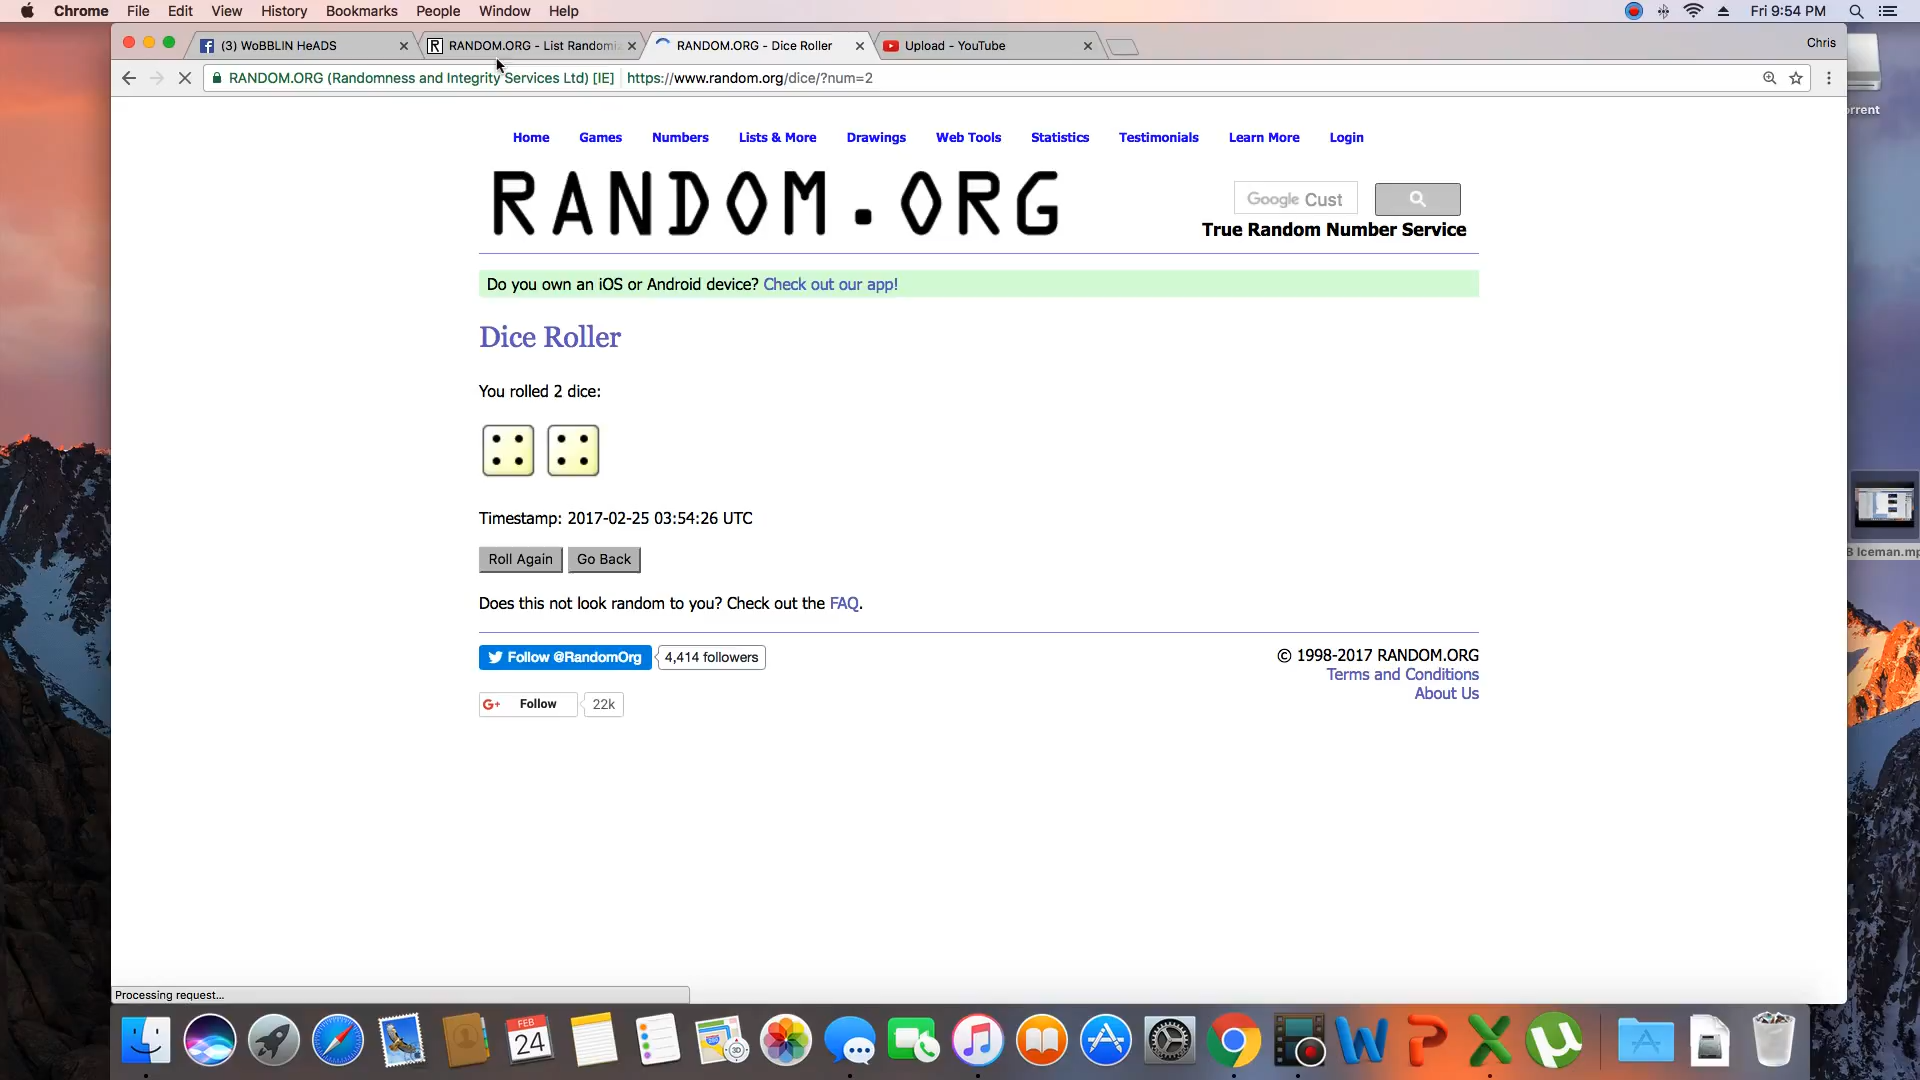 Chrome File Edit View History Bookmarks People Window Help Fri 9:54 PM
(3) WoBBLIN HeADS RANDOM.ORG - List Randomi RANDOM.ORG - Dice Roller Upload - YouTube Chris
RANDOM.ORG (Randomness and Integrity Services Ltd) [IE] https://www.random.org/dice/?num=2
orrent
Home Games Numbers Lists & More Drawings Web Tools Statistics Testimonials Learn More Login
RANDOM.ORG
Google Cust
True Random Number Service
Do you own an iOS or Android device? Check out our app!
Dice Roller
You rolled 2 dice:
Timestamp: 2017-02-25 03:54:26 UTC
B Iceman.mp
Roll Again Go Back
Does this not look random to you? Check out the FAQ.
Follow @RandomOrg 4,414 followers
© 1998-2017 RANDOM.ORG
Terms and Conditions
About Us
G+ Follow 22k
Processing request...
FEB
24